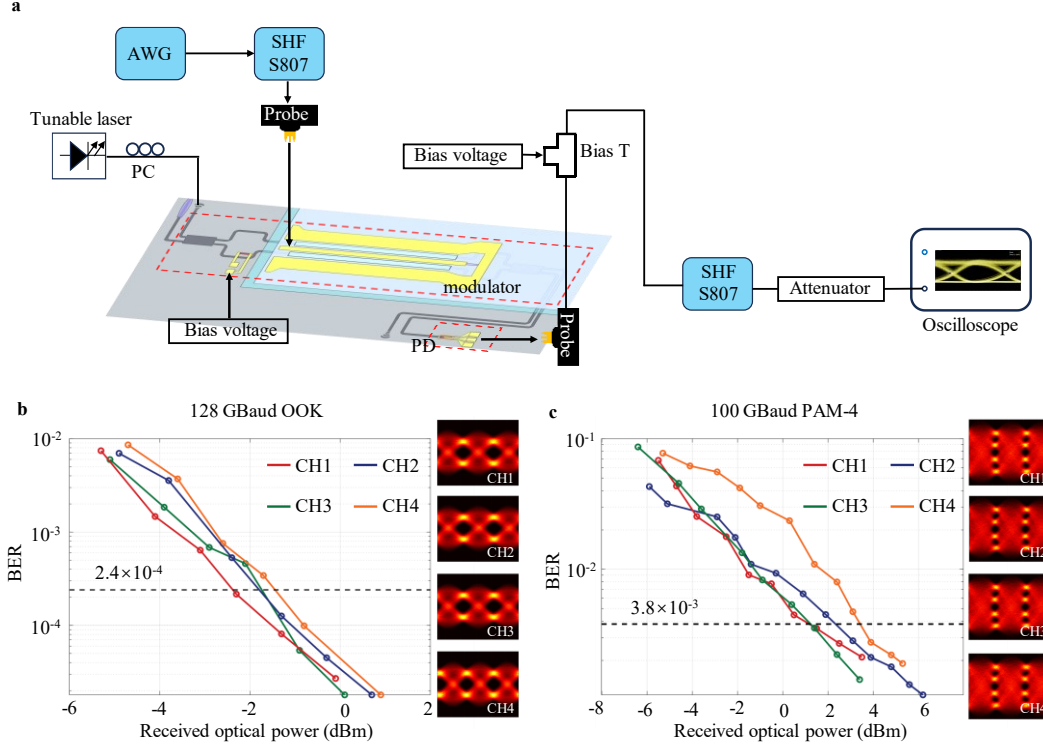 a
AWG
SHF
S807
Probe
Tunable laser
PC
Bias voltage
Bias T
modulator
Bias voltage
PD
Probe
SHF
S807
Attenuator
Oscilloscope
b
128 GBaud OOK
10⁻²
10⁻³
10⁻⁴
BER
CH1
CH2
CH3
CH4
2.4×10⁻⁴
-6
-4
-2
0
2
Received optical power (dBm)
CH1
CH2
CH3
CH4
c
100 GBaud PAM-4
10⁻¹
10⁻²
BER
CH1
CH2
CH3
CH4
3.8×10⁻³
-8
-6
-4
-2
0
2
4
6
Received optical power (dBm)
CH1
CH2
CH3
CH4